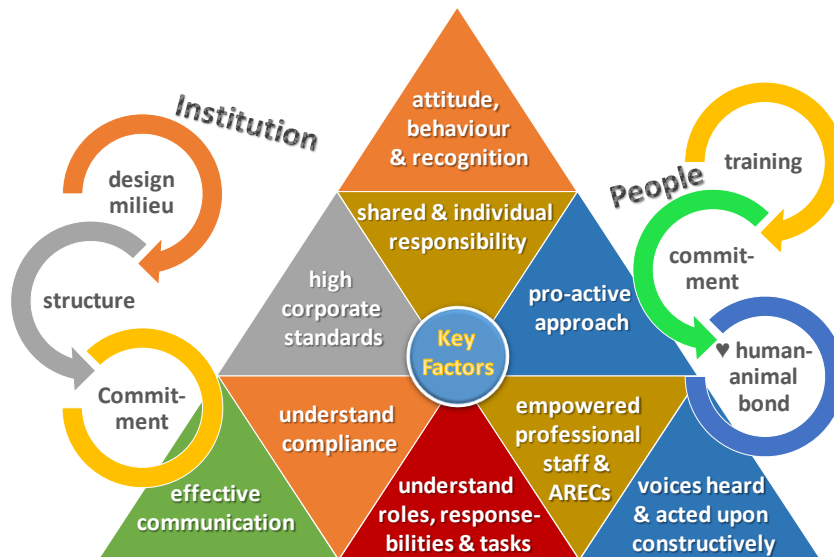 Institution
design
milieu
structure
Commit-
ment
attitude,
behaviour
& recognition
shared & individual
responsibility
high
corporate
standards
pro-active
approach
Key
Factors
understand
compliance
empowered
professional
staff &
ARECs
effective
communication
understand
roles, response-
bilities & tasks
voices heard
& acted upon
constructively
People
training
commit-
ment
♥ human-
animal
bond